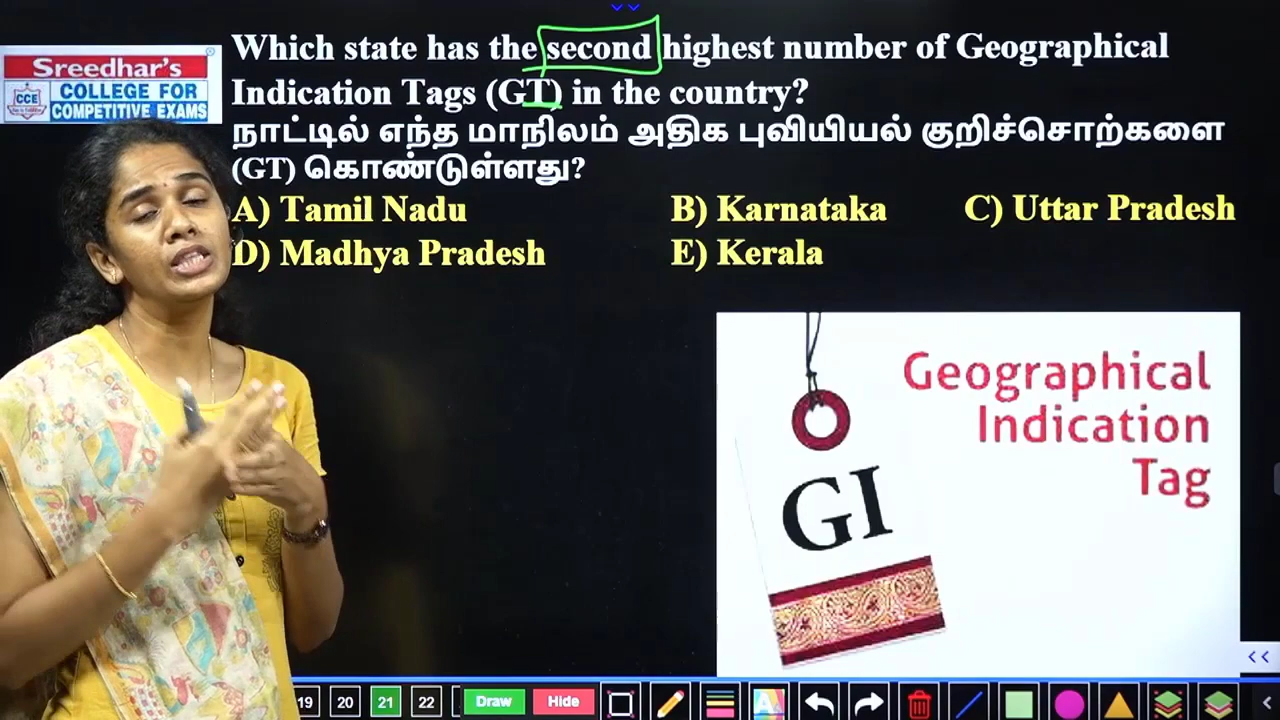 Sreedhar's
CCE
COLLEGE FOR
COMPETITIVE EXAMS
Which state has the second highest number of Geographical
Indication Tags (GT) in the country?
நாட்டில் எந்த மாநிலம் அதிக புவியியல் குறிச்சொற்களை
(GT) கொண்டுள்ளது?
A) Tamil Nadu B) Karnataka C) Uttar Pradesh
D) Madhya Pradesh E) Kerala
Geographical
Indication
Tag
GI
19 20 21 22 Draw Hide